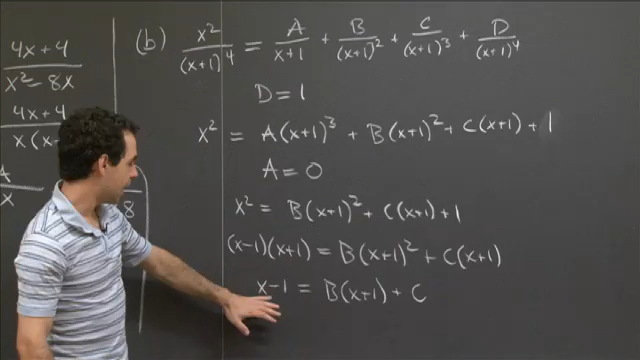 4x+4
x²-8x
4x+4
x(x
A
x
8
(b) x²/(x+1)⁴ = A/(x+1) + B/(x+1)² + C/(x+1)³ + D/(x+1)⁴
D = 1
x² = A(x+1)³ + B(x+1)² + C(x+1) + 1
A = 0
x² = B(x+1)² + C(x+1) + 1
(x-1)(x+1) = B(x+1)² + C(x+1)
x-1 = B(x+1) + C